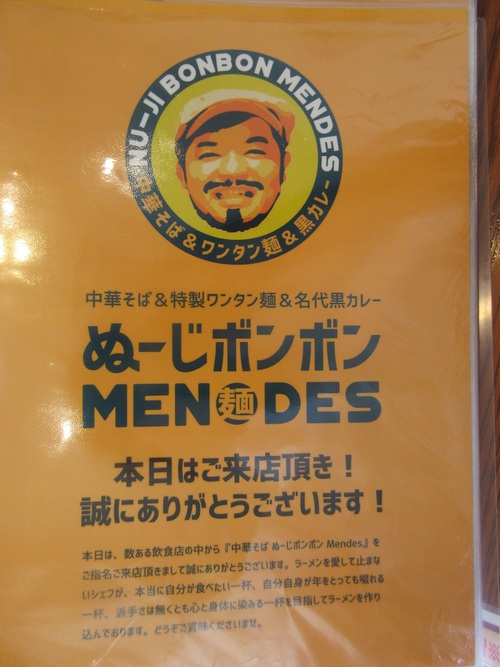 NU-JI BONBON MENDES
中華そば&ワンタン麺&黒カレー
中華そば&特製ワンタン麺&名代黒カレー
ぬーじボンボン
MEN麺DES
本日はご来店頂き！
誠にありがとうございます！
本日は、数ある飲食店の中から『中華そば ぬーじボンボン Mendes』を
ご指名ご来店頂きまして誠にありがとうございます。ラーメンを愛して止まな
いシェフが、本当に自分が食べたい一杯、自分自身が年をとっても啜れる
一杯、派手さは無くとも心と身体に染みる一杯を目指してラーメンを作り
込んでおります。どうぞご賞味くださいませ。